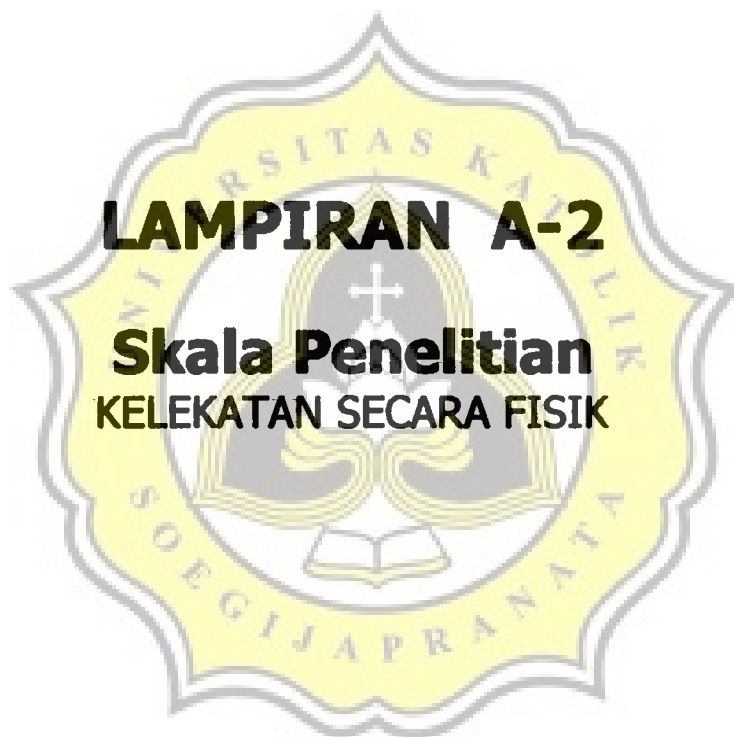 LAMPIRAN A-2
Skala Penelitian
KELEKATAN SECARA FISIK
UNIVERSITAS KATOLIK
SOEGIJAPRANATA